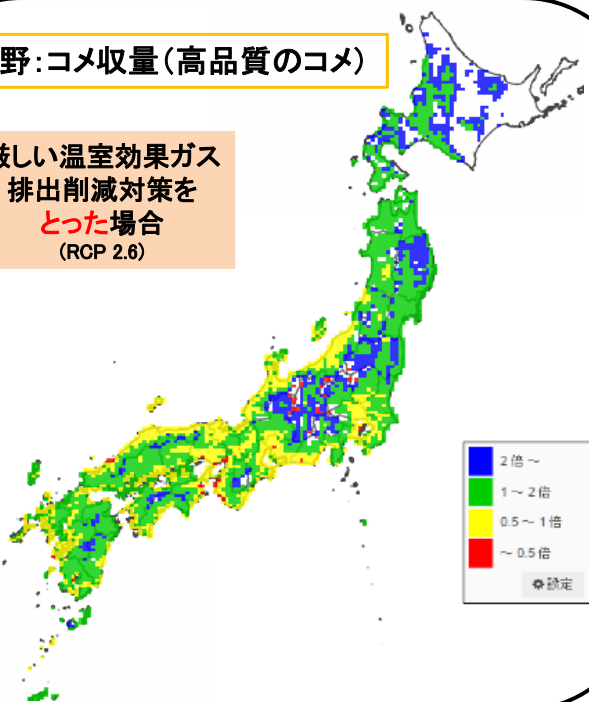 野:コメ収量(高品質のコメ)
しい温室効果ガス
排出削減対策を
とった場合
(RCP 2.6)
2倍～
1～2倍
0.5～1倍
～0.5倍
設定